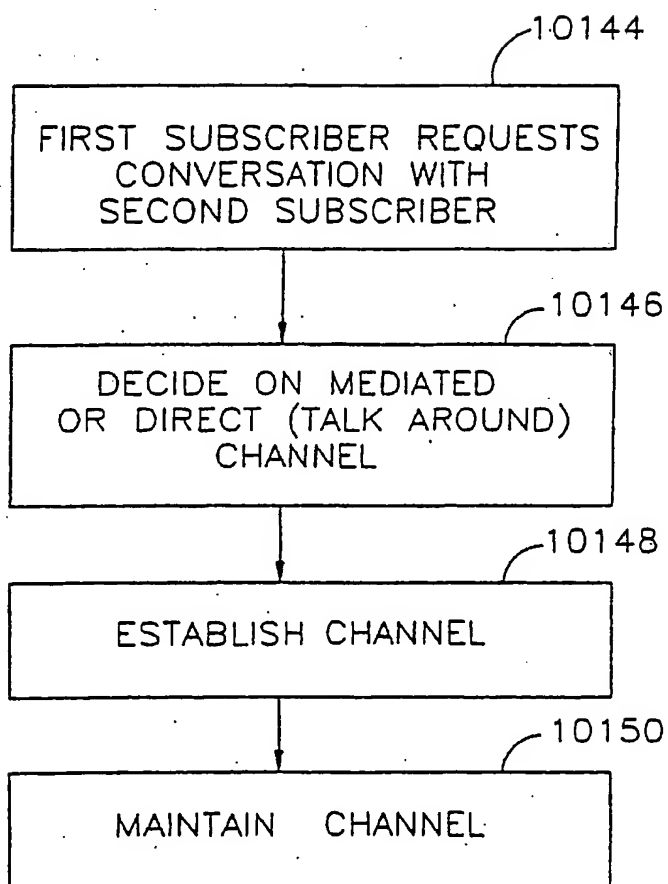 10144
FIRST SUBSCRIBER REQUESTS
CONVERSATION WITH
SECOND SUBSCRIBER
10146
DECIDE ON MEDIATED
OR DIRECT (TALK AROUND)
CHANNEL
10148
ESTABLISH CHANNEL
10150
MAINTAIN CHANNEL